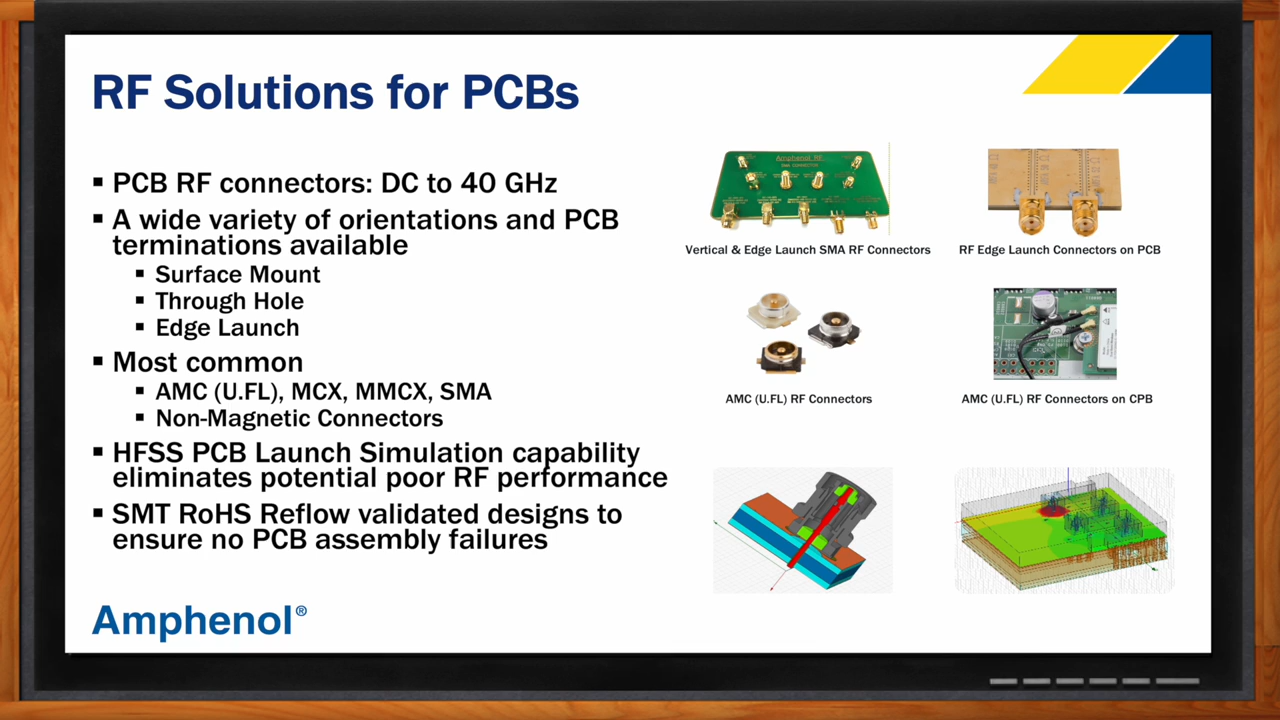 RF Solutions for PCBs
▪ PCB RF connectors: DC to 40 GHz
▪ A wide variety of orientations and PCB
terminations available
▪ Surface Mount
▪ Through Hole
▪ Edge Launch
▪ Most common
▪ AMC (U.FL), MCX, MMCX, SMA
▪ Non-Magnetic Connectors
▪ HFSS PCB Launch Simulation capability
eliminates potential poor RF performance
▪ SMT RoHS Reflow validated designs to
ensure no PCB assembly failures
Amphenol®
Amphenol RF
Vertical & Edge Launch SMA RF Connectors
RF Edge Launch Connectors on PCB
AMC (U.FL) RF Connectors
AMC (U.FL) RF Connectors on CPB